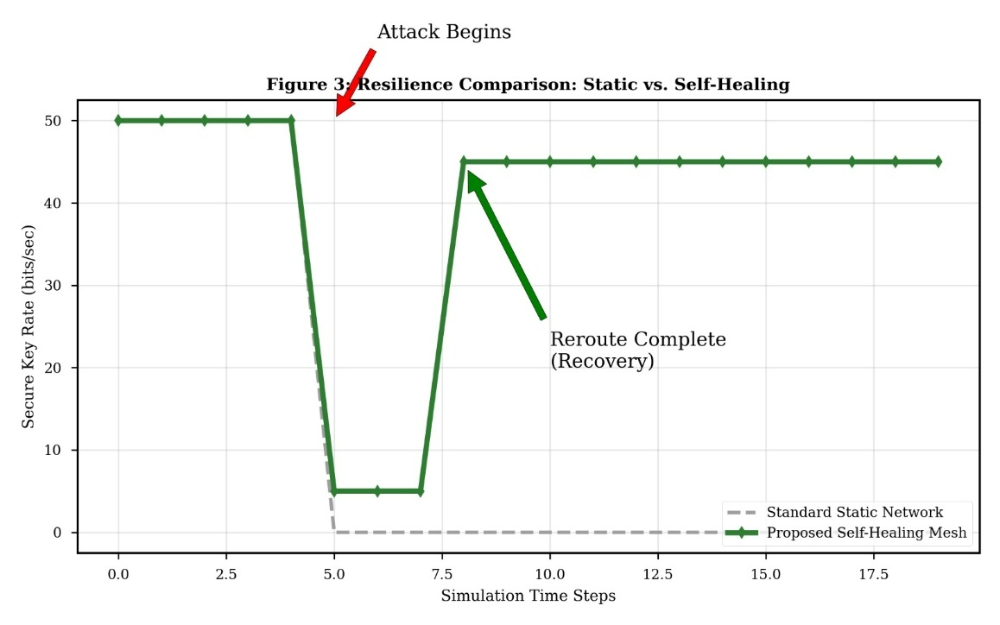 Attack Begins
Figure 3: Resilience Comparison: Static vs. Self-Healing
50
40
30
20
10
0
Secure Key Rate (bits/sec)
Reroute Complete
(Recovery)
Standard Static Network
Proposed Self-Healing Mesh
0.0 2.5 5.0 7.5 10.0 12.5 15.0 17.5
Simulation Time Steps